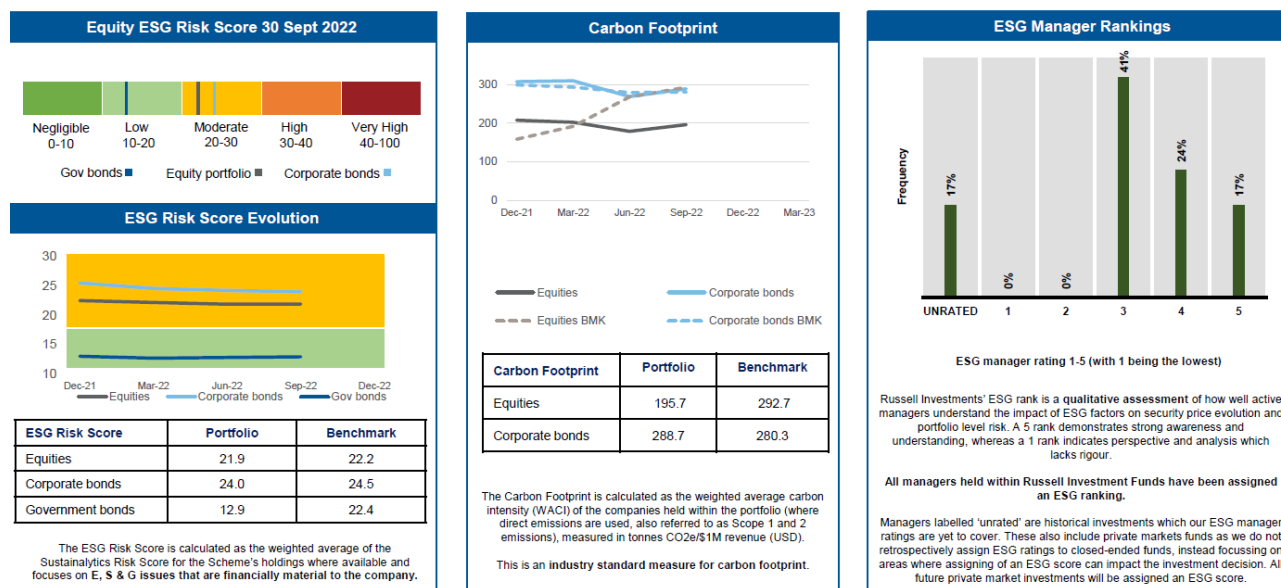 Equity ESG Risk Score 30 Sept 2022
Negligible
0-10
Low
10-20
Moderate
20-30
High
30-40
Very High
40-100
Gov bonds
Equity portfolio
Corporate bonds
ESG Risk Score Evolution
30
25
20
15
10
Dec-21
Mar-22
Jun-22
Sep-22
Dec-22
Equities
Corporate bonds
Gov bonds
ESG Risk Score Portfolio Benchmark
Equities 21.9 22.2
Corporate bonds 24.0 24.5
Government bonds 12.9 22.4
The ESG Risk Score is calculated as the weighted average of the
Sustainalytics Risk Score for the Scheme's holdings where available and
focuses on E, S & G issues that are financially material to the company.
Carbon Footprint
300
200
100
0
Dec-21
Mar-22
Jun-22
Sep-22
Dec-22
Mar-23
Equities
Corporate bonds
Equities BMK
Corporate bonds BMK
Carbon Footprint Portfolio Benchmark
Equities 195.7 292.7
Corporate bonds 288.7 280.3
The Carbon Footprint is calculated as the weighted average carbon
intensity (WACI) of the companies held within the portfolio (where
direct emissions are used, also referred to as Scope 1 and 2
emissions), measured in tonnes CO2e/$1M revenue (USD).
This is an industry standard measure for carbon footprint.
ESG Manager Rankings
Frequency
17%
0%
0%
41%
24%
17%
UNRATED
1
2
3
4
5
ESG manager rating 1-5 (with 1 being the lowest)
Russell Investments' ESG rank is a qualitative assessment of how well active
managers understand the impact of ESG factors on security price evolution and
portfolio level risk. A 5 rank demonstrates strong awareness and
understanding, whereas a 1 rank indicates perspective and analysis which
lacks rigour.
All managers held within Russell Investment Funds have been assigned
an ESG ranking.
Managers labelled 'unrated' are historical investments which our ESG manager
ratings are yet to cover. These also include private markets funds as we do not
retrospectively assign ESG ratings to closed-ended funds, instead focussing on
areas where assigning of an ESG score can impact the investment decision. All
future private market investments will be assigned an ESG score.